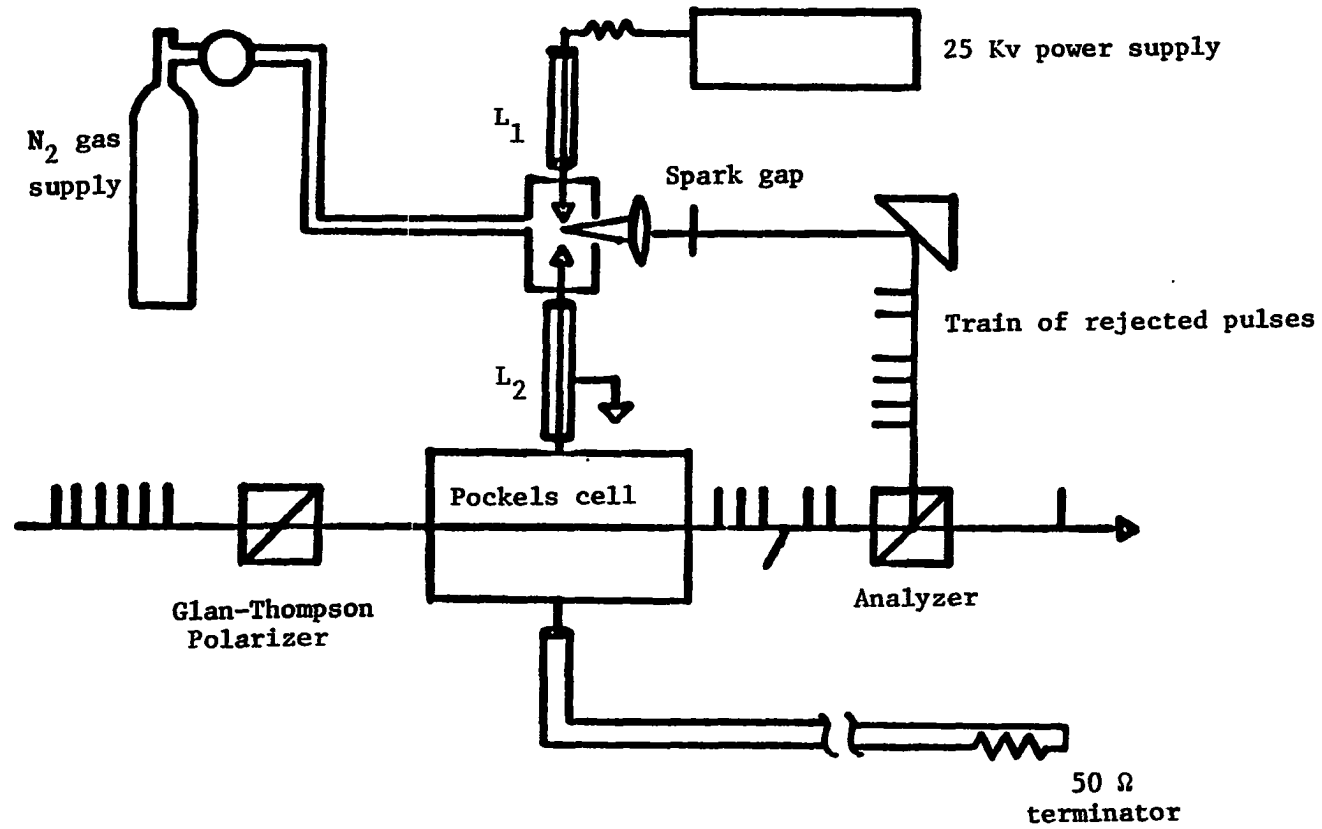 25 Kv power supply
L1
N2 gas
supply
Spark gap
Train of rejected pulses
L2
Pockels cell
Glan-Thompson
Polarizer
Analyzer
50 Ω
terminator